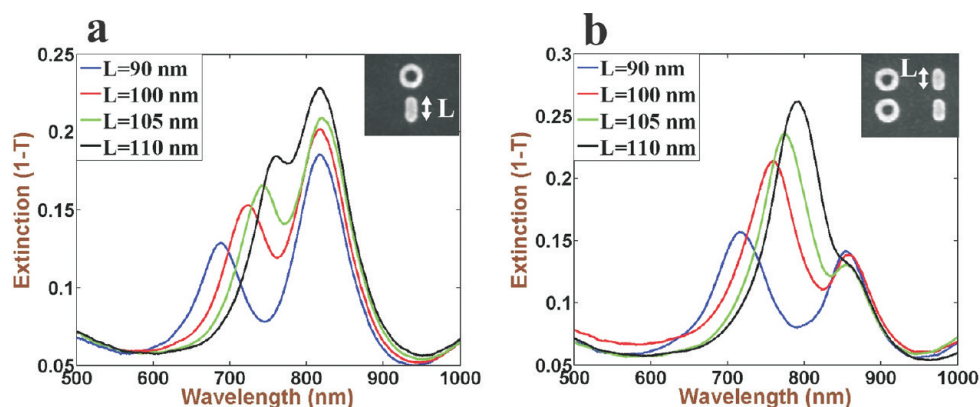 a
L=90 nm
L=100 nm
L=105 nm
L=110 nm
L
0.25
0.2
0.15
0.1
0.05
Extinction (1-T)
500 600 700 800 900 1000
Wavelength (nm)
b
L=90 nm
L=100 nm
L=105 nm
L=110 nm
L
0.3
0.25
0.2
0.15
0.1
0.05
Extinction (1-T)
500 600 700 800 900 1000
Wavelength (nm)